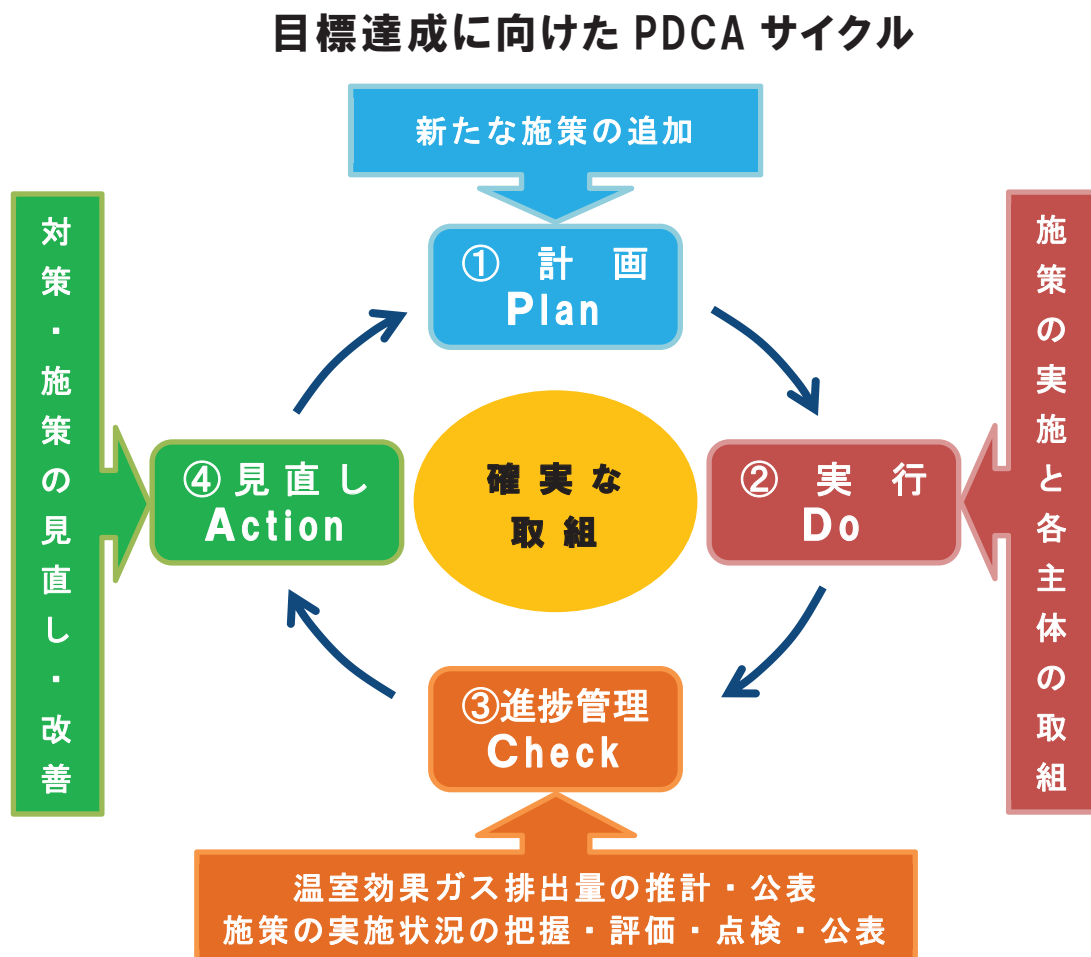 目標達成に向けた PDCA サイクル
新たな施策の追加
① 計 画
Plan
対策・施策の見直し・改善
施策の実施と各主体の取組
④ 見直し
Action
確実な
取組
② 実 行
Do
③進捗管理
Check
温室効果ガス排出量の推計・公表
施策の実施状況の把握・評価・点検・公表